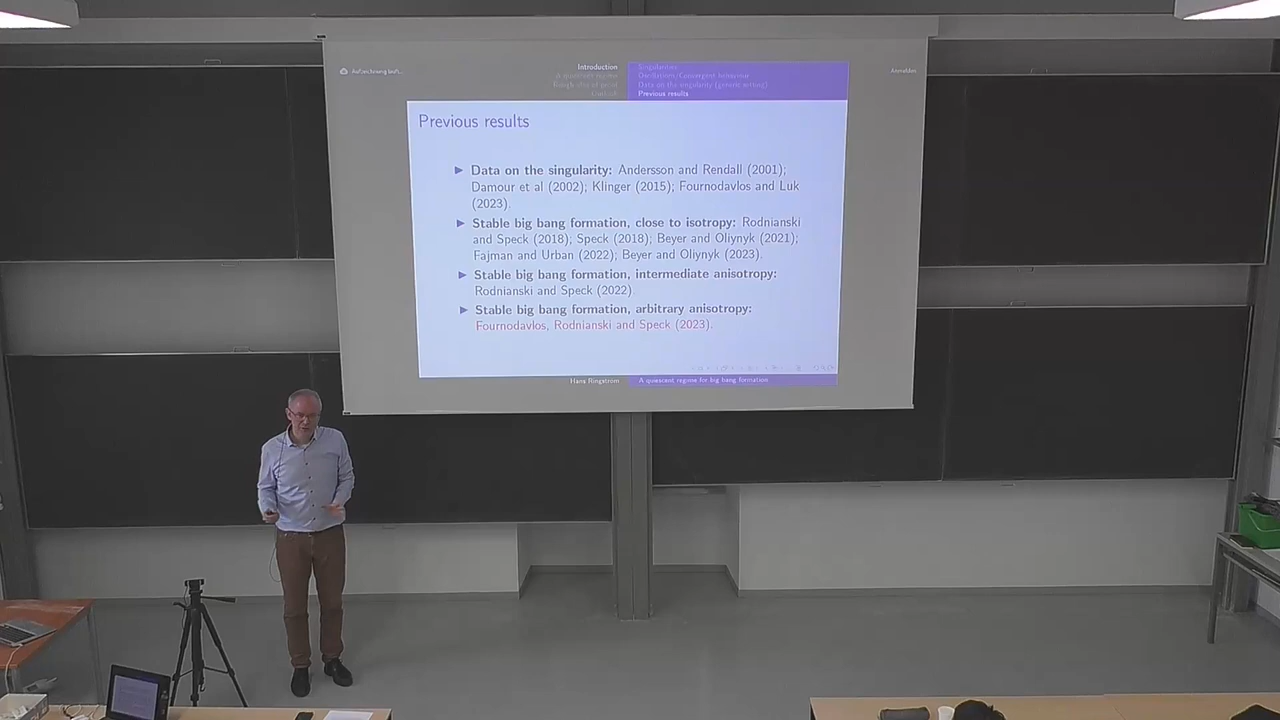 Aufzeichnung läuft...
Anmelden
Introduction
A quiescent regime
Rough idea of proof
Outlook
Singularities
Oscillations/Convergent behaviour
Data on the singularity (generic setting)
Previous results
Previous results
Data on the singularity: Andersson and Rendall (2001);
Damour et al (2002); Klinger (2015); Fournodavlos and Luk
(2023).
Stable big bang formation, close to isotropy: Rodnianski
and Speck (2018); Speck (2018); Beyer and Oliynyk (2021);
Fajman and Urban (2022); Beyer and Oliynyk (2023).
Stable big bang formation, intermediate anisotropy:
Rodnianski and Speck (2022)
Stable big bang formation, arbitrary anisotropy:
Fournodavlos, Rodnianski and Speck (2023).
Hans Ringström
A quiescent regime for big bang formation